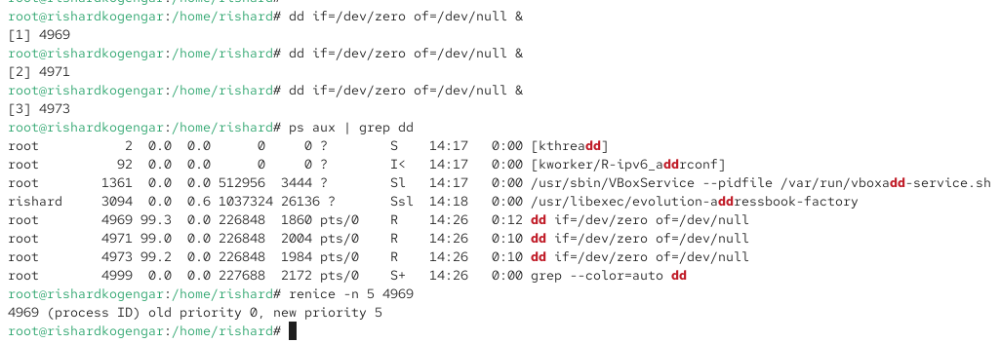 root@rishardkogengar:/home/rishard# dd if=/dev/zero of=/dev/null &
[1] 4969
root@rishardkogengar:/home/rishard# dd if=/dev/zero of=/dev/null &
[2] 4971
root@rishardkogengar:/home/rishard# dd if=/dev/zero of=/dev/null &
[3] 4973
root@rishardkogengar:/home/rishard# ps aux | grep dd
root           2  0.0  0.0      0     0 ?        S    14:17   0:00 [kthreadd]
root          92  0.0  0.0      0     0 ?        I<   14:17   0:00 [kworker/R-ipv6_addrconf]
root        1361  0.0  0.0 512956  3444 ?        Sl   14:17   0:00 /usr/sbin/VBoxService --pidfile /var/run/vboxadd-service.sh
rishard     3094  0.0  0.6 1037324 26136 ?       Ssl  14:18   0:00 /usr/libexec/evolution-addressbook-factory
root        4969 99.3  0.0 226848  1860 pts/0    R    14:26   0:12 dd if=/dev/zero of=/dev/null
root        4971 99.0  0.0 226848  2004 pts/0    R    14:26   0:10 dd if=/dev/zero of=/dev/null
root        4973 99.2  0.0 226848  1984 pts/0    R    14:26   0:10 dd if=/dev/zero of=/dev/null
root        4999  0.0  0.0 227688  2172 pts/0    S+   14:26   0:00 grep --color=auto dd
root@rishardkogengar:/home/rishard# renice -n 5 4969
4969 (process ID) old priority 0, new priority 5
root@rishardkogengar:/home/rishard#